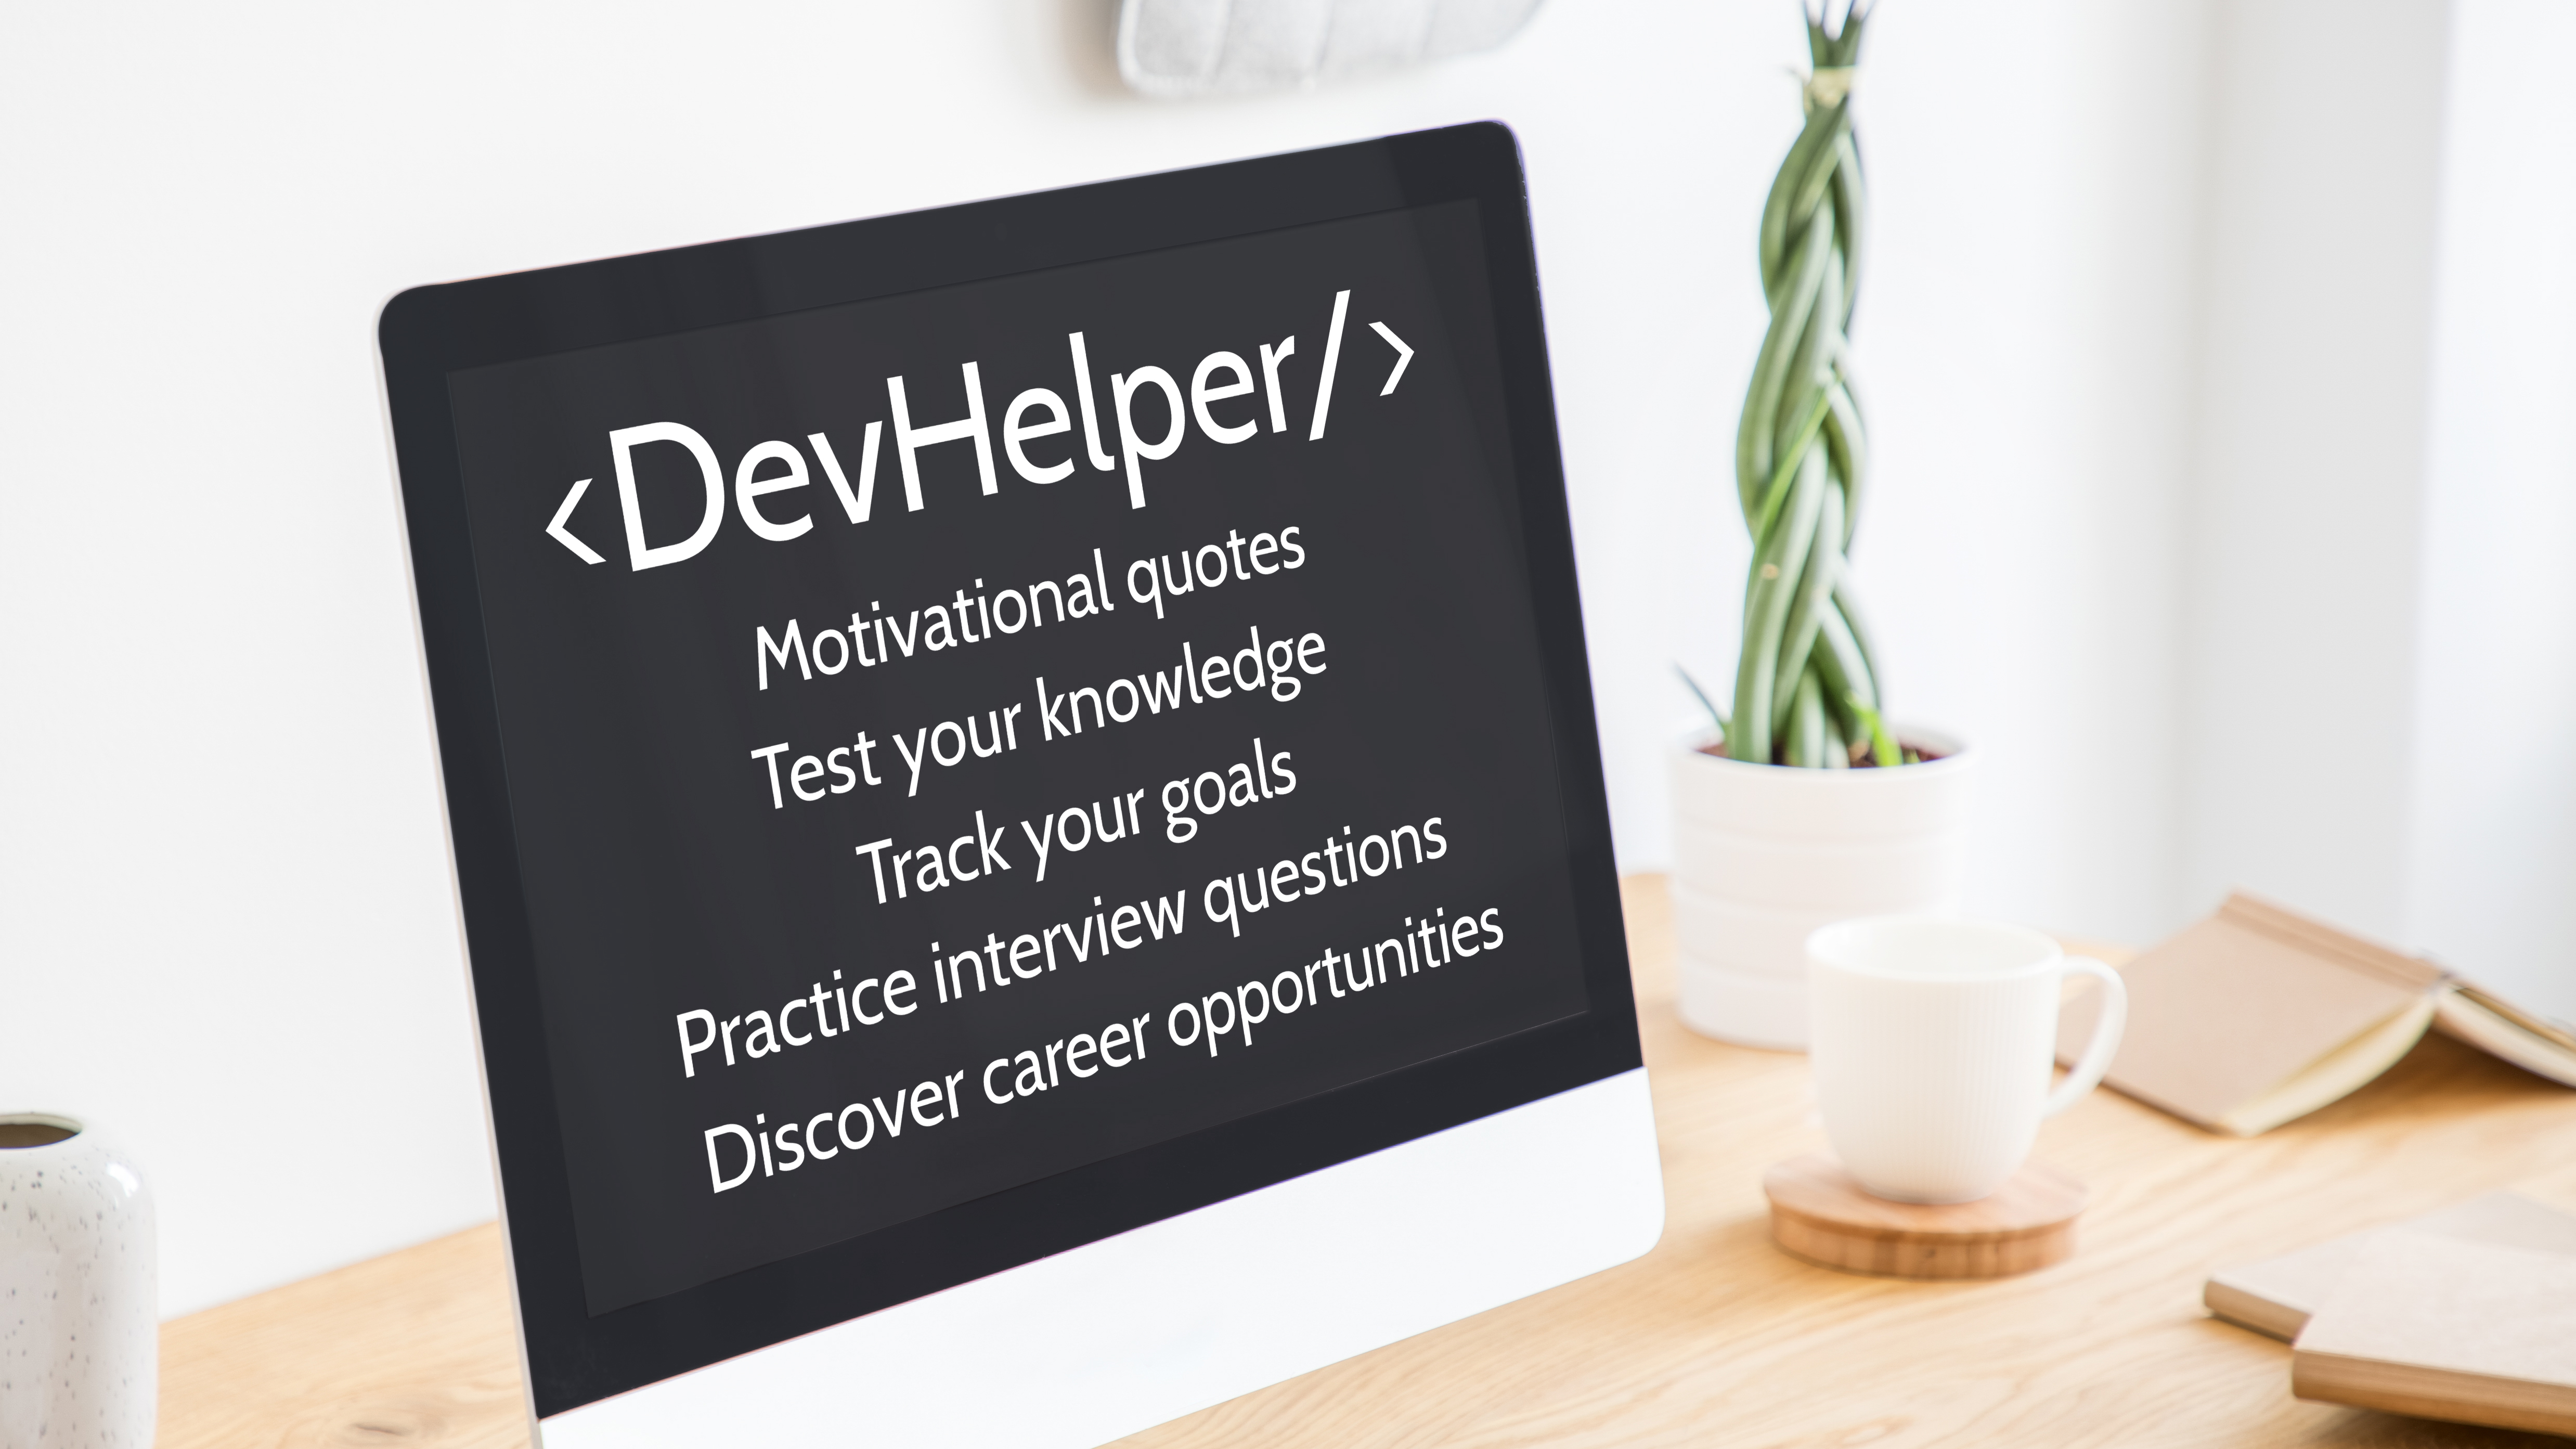 <DevHelper/>
Motivational quotes
Test your knowledge
Track your goals
Practice interview questions
Discover career opportunities